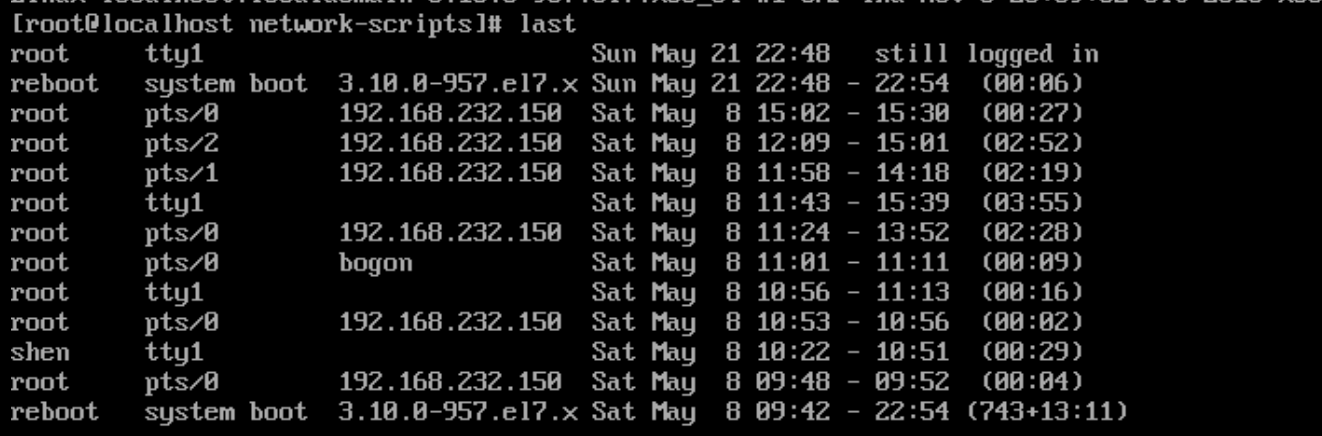 [root@localhost network-scripts]# last
root     tty1                          Sun May 21 22:48   still logged in
reboot   system boot  3.10.0-957.el7.x Sun May 21 22:48 - 22:54  (00:06)
root     pts/0        192.168.232.150  Sat May  8 15:02 - 15:30  (00:27)
root     pts/2        192.168.232.150  Sat May  8 12:09 - 15:01  (02:52)
root     pts/1        192.168.232.150  Sat May  8 11:58 - 14:18  (02:19)
root     tty1                          Sat May  8 11:43 - 15:39  (03:55)
root     pts/0        192.168.232.150  Sat May  8 11:24 - 13:52  (02:28)
root     pts/0        bogon            Sat May  8 11:01 - 11:11  (00:09)
root     tty1                          Sat May  8 10:56 - 11:13  (00:16)
root     pts/0        192.168.232.150  Sat May  8 10:53 - 10:56  (00:02)
shen     tty1                          Sat May  8 10:22 - 10:51  (00:29)
root     pts/0        192.168.232.150  Sat May  8 09:48 - 09:52  (00:04)
reboot   system boot  3.10.0-957.el7.x Sat May  8 09:42 - 22:54 (743+13:11)